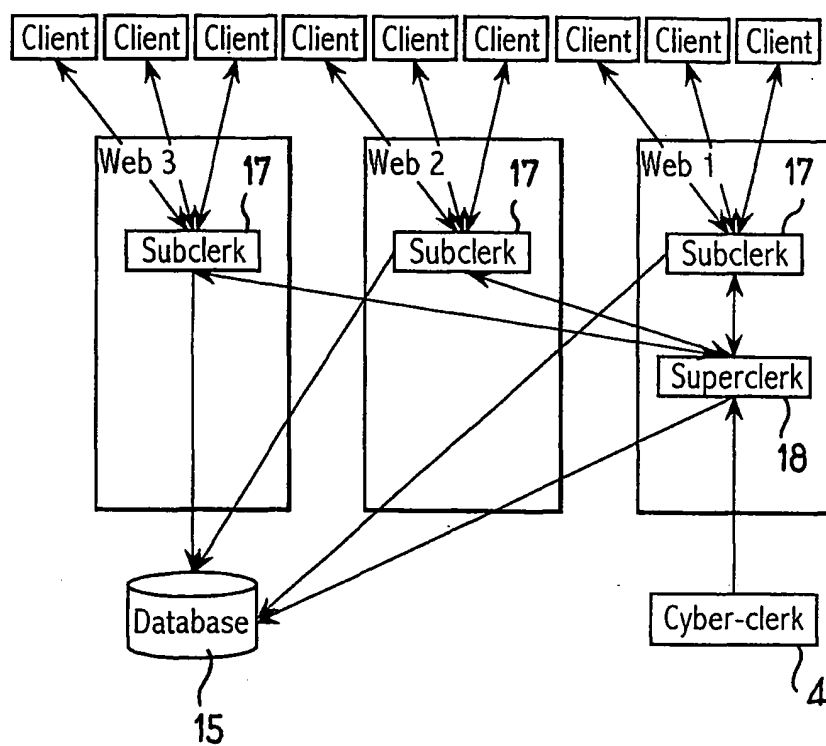 Client Client Client Client Client Client Client Client Client
Web 3 Web 2 Web 1
17 17 17
Subclerk Subclerk Subclerk
Superclerk
18
Database Cyber-clerk
15 4